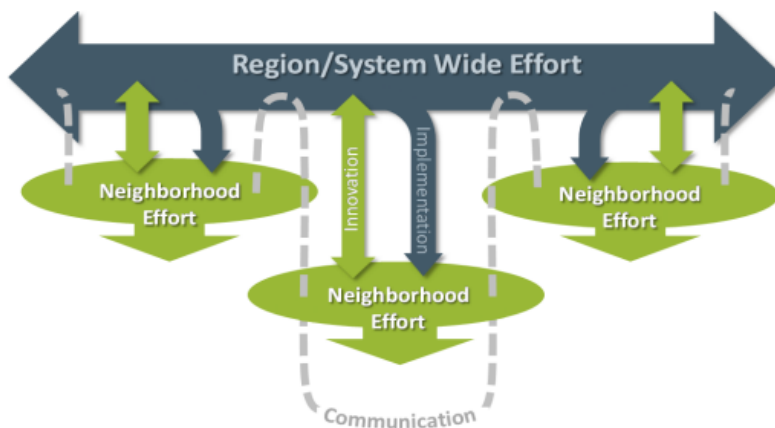 Region/System Wide Effort
Innovation
Implementation
Neighborhood
Effort
Neighborhood
Effort
Neighborhood
Effort
Communication